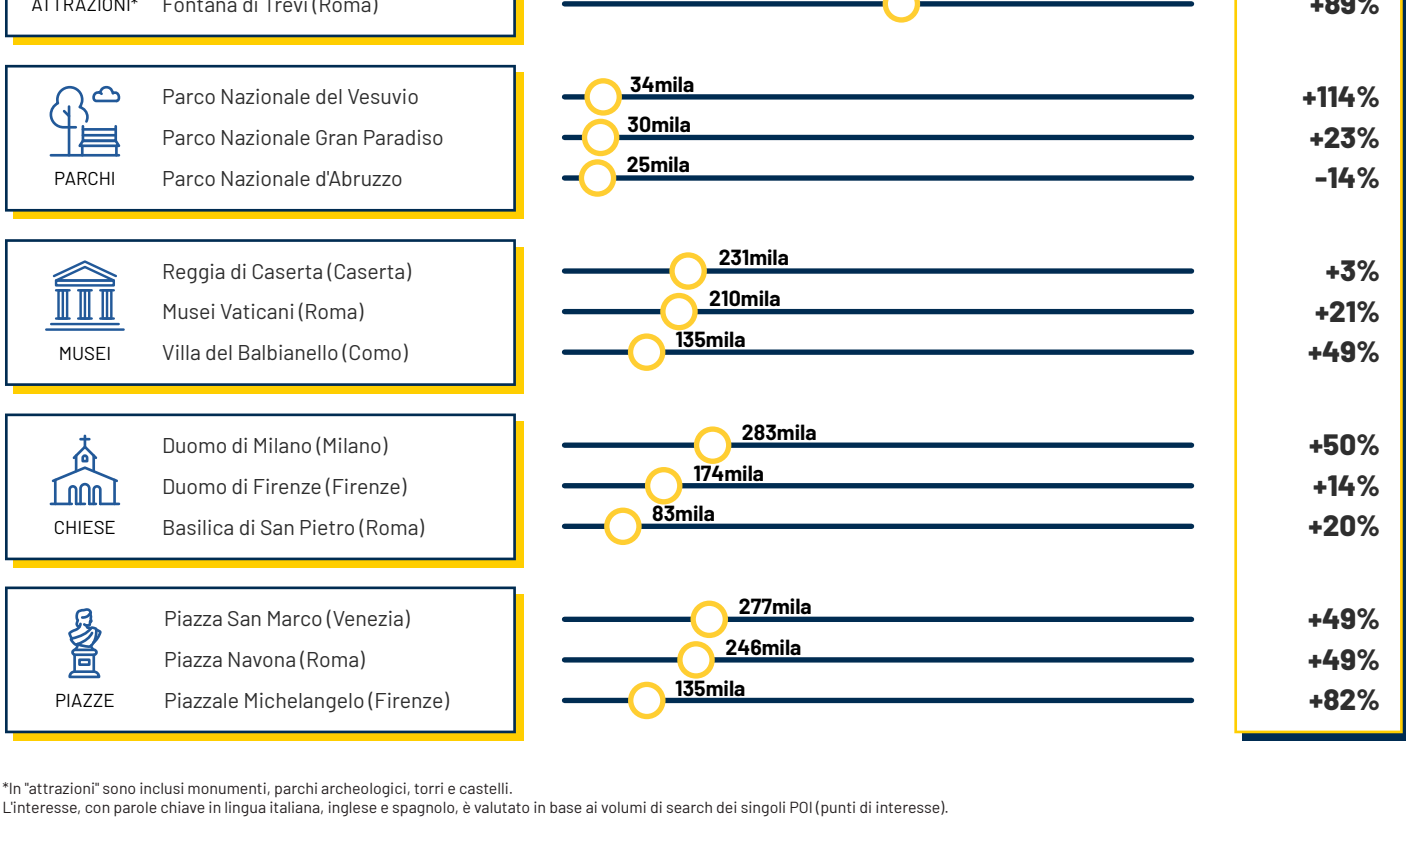 ATTRAZIONI* Fontana di Trevi (Roma) +89%
34mila
Parco Nazionale del Vesuvio +114%
30mila
Parco Nazionale Gran Paradiso +23%
25mila
PARCHI Parco Nazionale d'Abruzzo -14%
231mila
Reggia di Caserta (Caserta) +3%
210mila
Musei Vaticani (Roma) +21%
135mila
MUSEI Villa del Balbianello (Como) +49%
283mila
Duomo di Milano (Milano) +50%
174mila
Duomo di Firenze (Firenze) +14%
83mila
CHIESE Basilica di San Pietro (Roma) +20%
277mila
Piazza San Marco (Venezia) +49%
246mila
Piazza Navona (Roma) +49%
135mila
PIAZZE Piazzale Michelangelo (Firenze) +82%
*In "attrazioni" sono inclusi monumenti, parchi archeologici, torri e castelli.
L'interesse, con parole chiave in lingua italiana, inglese e spagnolo, è valutato in base ai volumi di search dei singoli POI (punti di interesse).